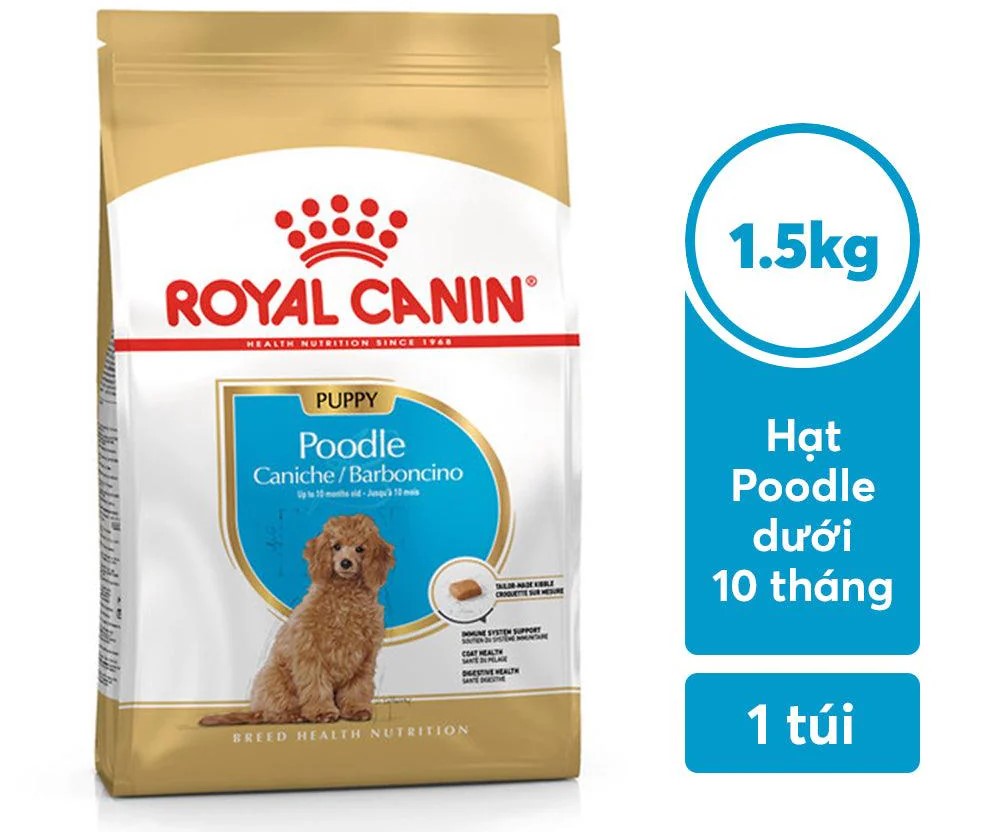 ROYAL CANIN®
HEALTH NUTRITION SINCE 1968
PUPPY
Poodle
Caniche / Barboncino
Up to 10 months old - Jusqu'à 10 mois
TAILOR-MADE KIBBLE
CROQUETTE SUR MESURE
IMMUNE SYSTEM SUPPORT
SOUTIEN DU SYSTÈME IMMUNITAIRE
COAT HEALTH
SANTÉ DU PELAGE
DIGESTIVE HEALTH
SANTÉ DIGESTIVE
BREED HEALTH NUTRITION
1.5kg
Hạt
Poodle
dưới
10 tháng
1 túi